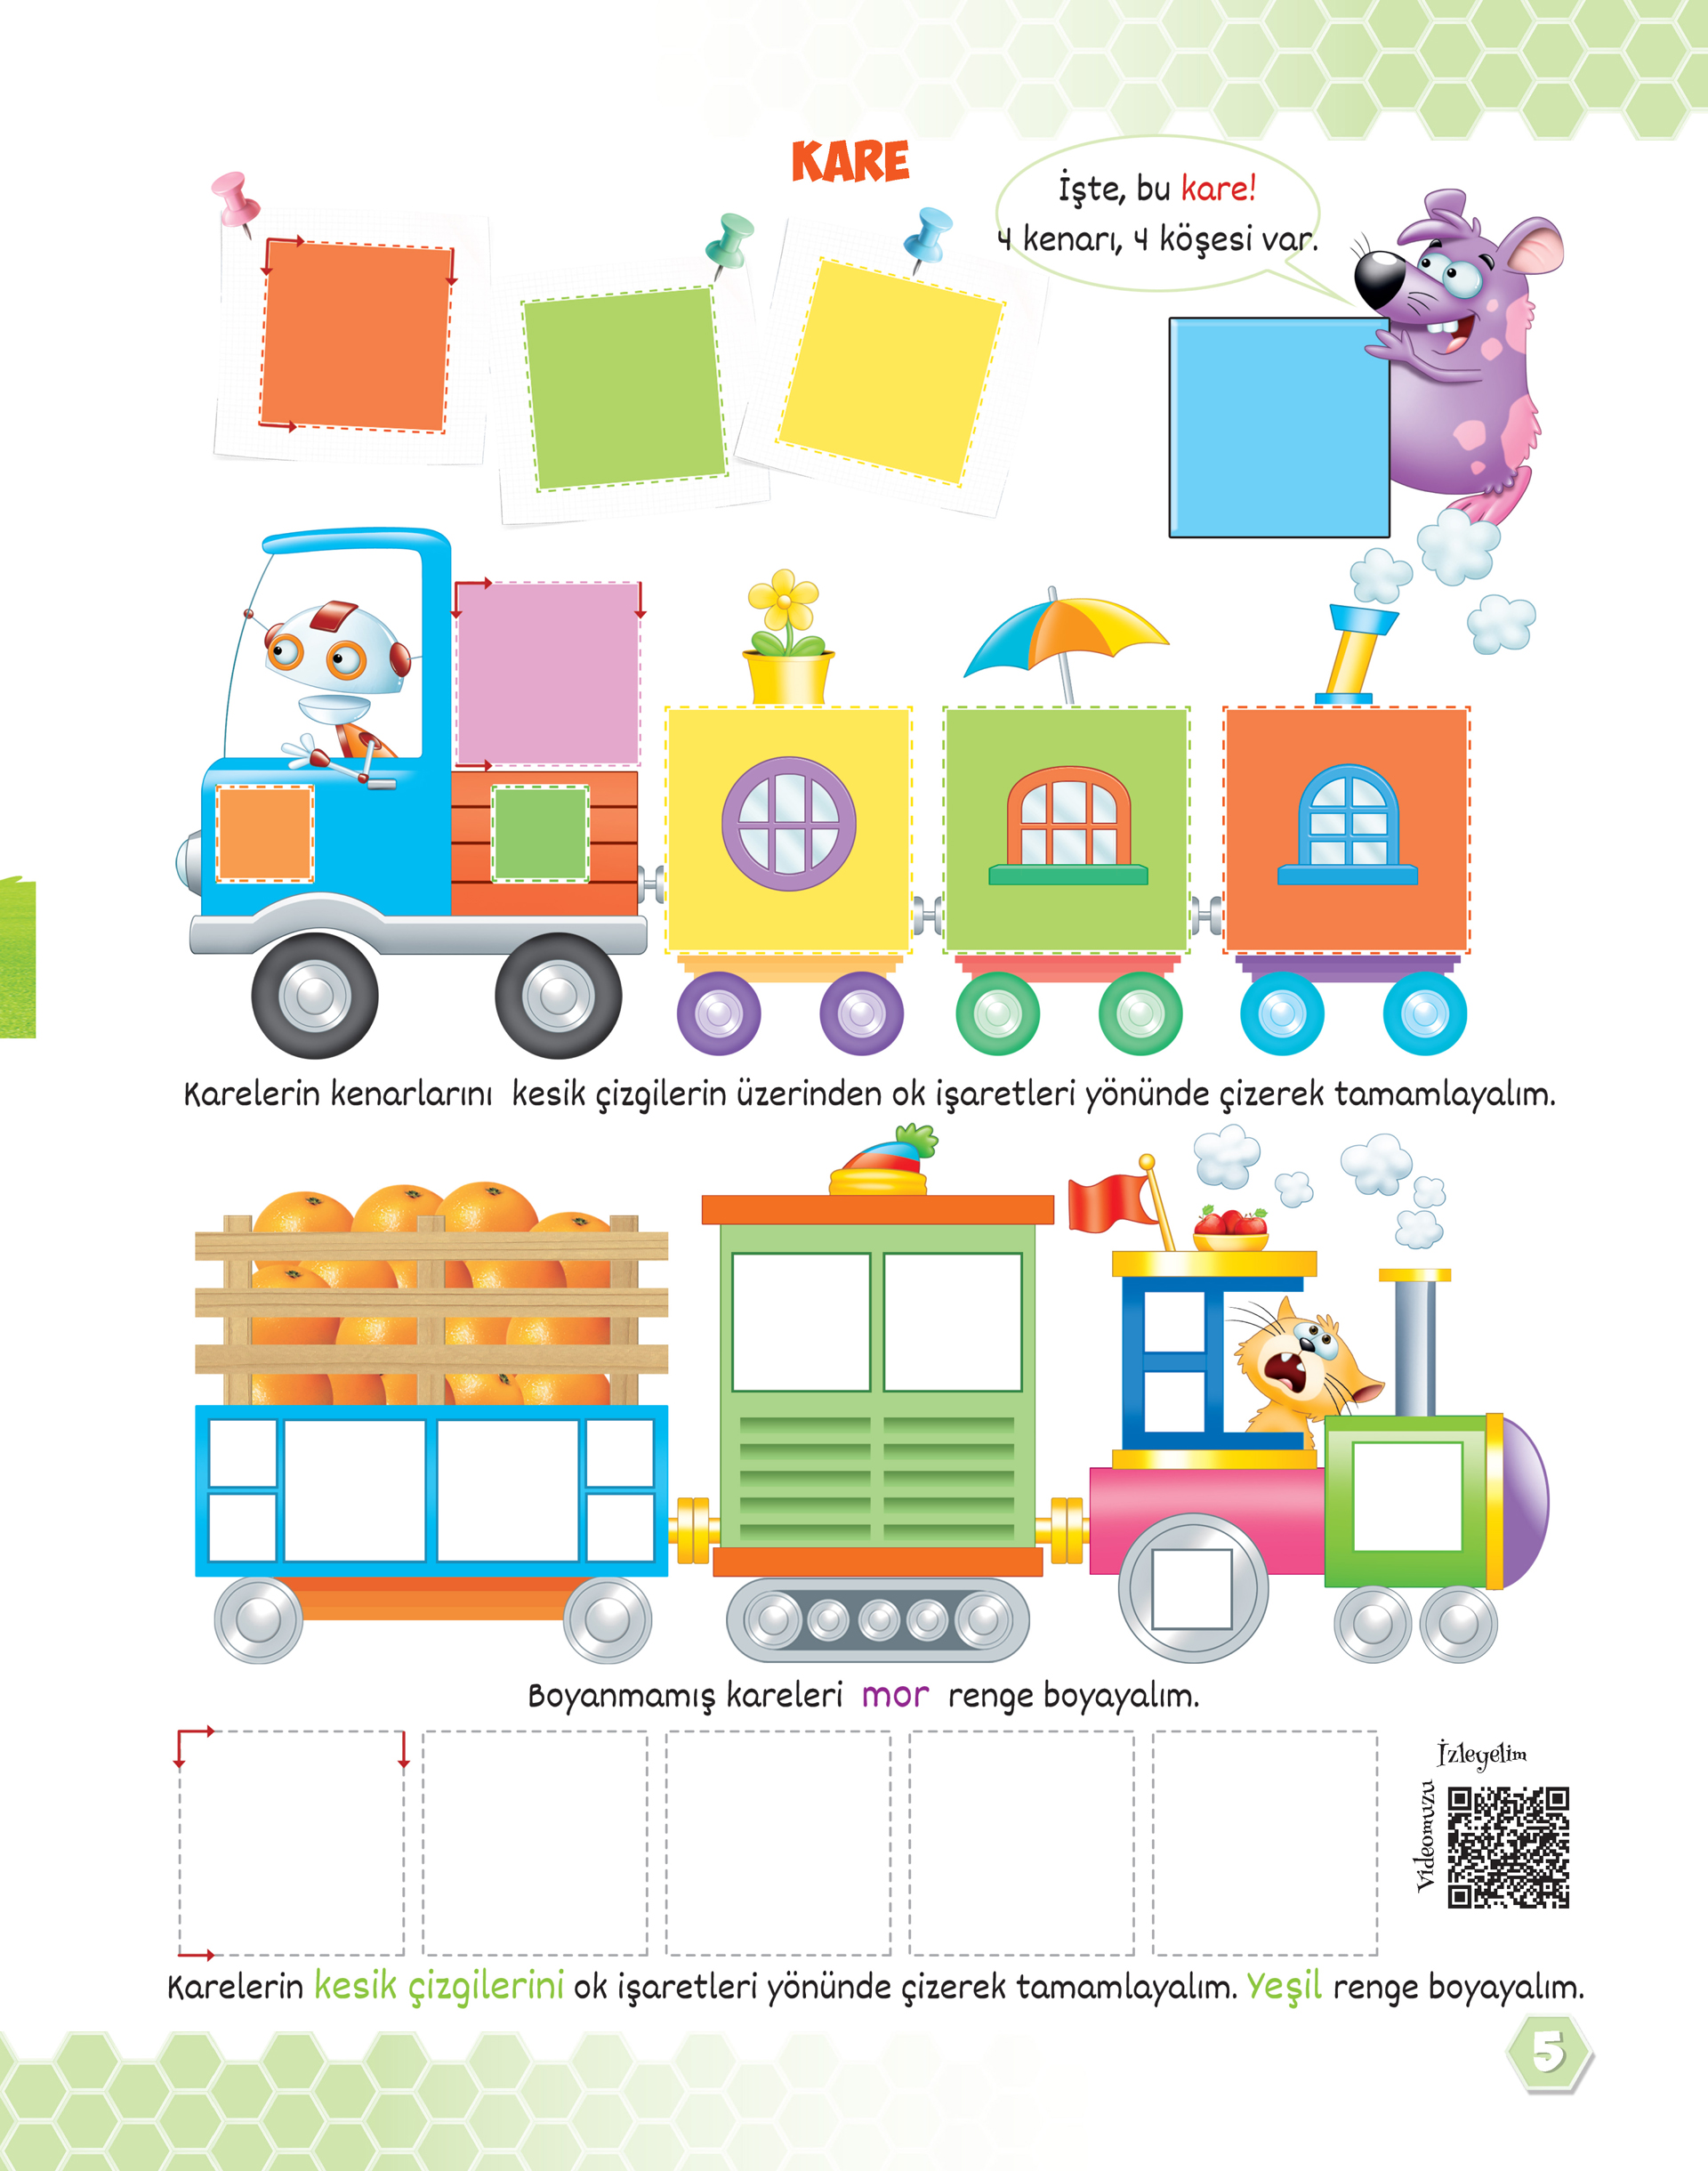 KARE
İşte, bu kare!
4 kenarı, 4 köşesi var.
Karelerin kenarlarını kesik çizgilerin üzerinden ok işaretleri yönünde çizerek tamamlayalım.
Boyanmamış kareleri mor renge boyayalım.
Videomuzu
İzleyelim
Karelerin kesik çizgilerini ok işaretleri yönünde çizerek tamamlayalım. Yeşil renge boyayalım.
5